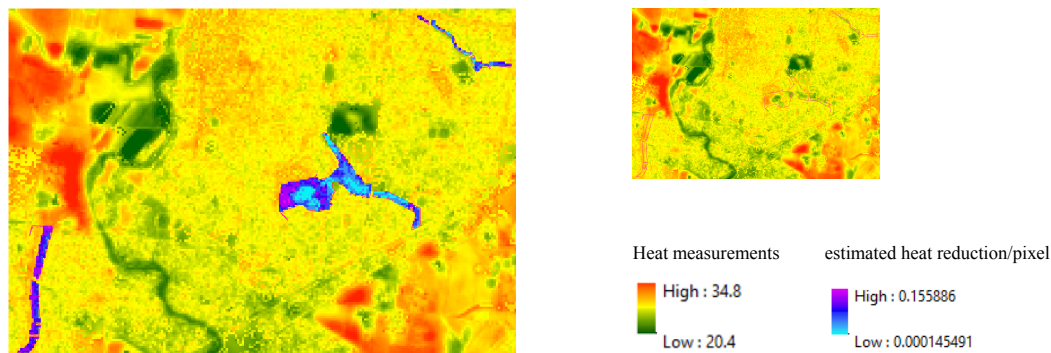 Heat measurements estimated heat reduction/pixel
High : 34.8 High : 0.155886
Low : 20.4 Low : 0.000145491